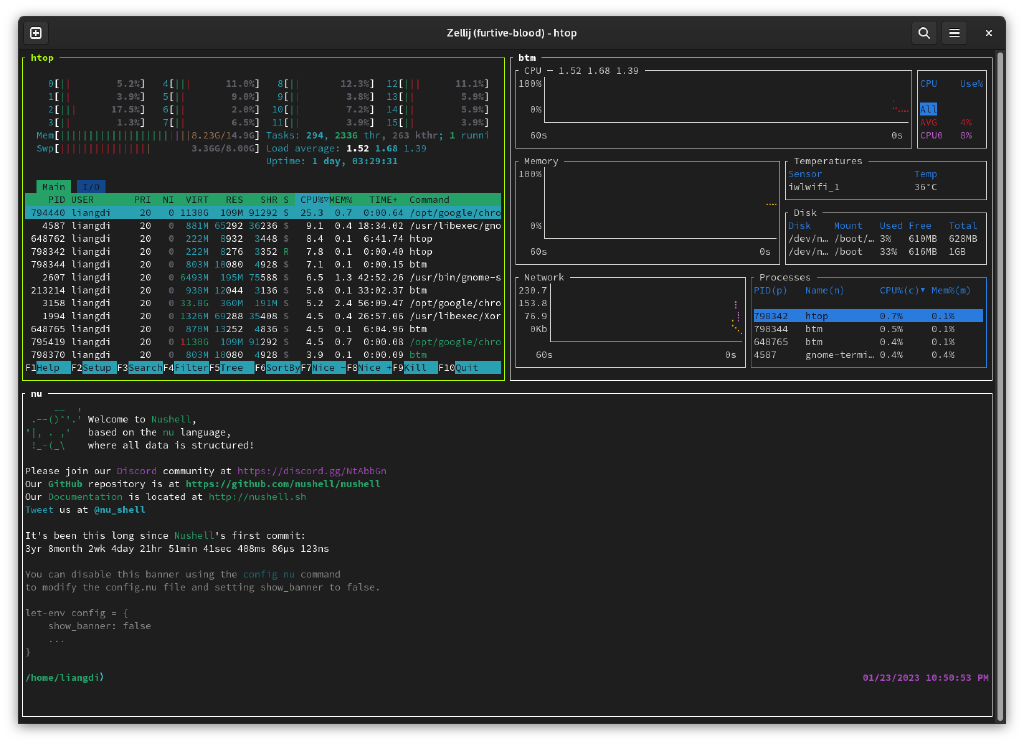 Zellij (furtive-blood) - htop
htop
0[|| 5.2%] 4[||| 11.0%] 8[|| 12.3%] 12[||| 11.1%]
1[|| 3.9%] 5[|| 9.0%] 9[|| 3.8%] 13[|| 5.9%]
2[||| 17.5%] 6[|| 2.0%] 10[|| 7.2%] 14[|| 5.9%]
3[|| 1.3%] 7[|| 6.5%] 11[|| 3.9%] 15[|| 3.9%]
Mem[8.23G/14.9G] Tasks: 294, 2336 thr, 263 kthr; 1 runni
Swp[3.36G/8.00G] Load average: 1.52 1.68 1.39
Uptime: 1 day, 03:29:31
Main I/O
PID USER PRI NI VIRT RES SHR S CPU%▽MEM% TIME+ Command
794440 liangdi 20 0 1138G 109M 91292 S 25.3 0.7 0:00.64 /opt/google/chro
4587 liangdi 20 0 881M 65292 36236 S 9.1 0.4 18:34.02 /usr/libexec/gno
648762 liangdi 20 0 222M 8932 3448 S 8.4 0.1 6:41.74 htop
798342 liangdi 20 0 222M 8276 3352 R 7.8 0.1 0:00.40 htop
798344 liangdi 20 0 803M 10080 4928 S 7.1 0.1 0:00.15 btm
2607 liangdi 20 0 6493M 195M 75588 S 6.5 1.3 42:52.26 /usr/bin/gnome-s
213214 liangdi 20 0 938M 12044 3136 S 5.8 0.1 33:02.37 btm
3158 liangdi 20 0 33.8G 360M 191M S 5.2 2.4 56:09.47 /opt/google/chro
1994 liangdi 20 0 1326M 69288 35408 S 4.5 0.4 26:57.06 /usr/libexec/Xor
648765 liangdi 20 0 870M 13252 4836 S 4.5 0.1 6:04.96 btm
795419 liangdi 20 0 1138G 109M 91292 S 4.5 0.7 0:00.08 /opt/google/chro
798370 liangdi 20 0 803M 10080 4928 S 3.9 0.1 0:00.09 btm
F1Help F2Setup F3SearchF4FilterF5Tree F6SortByF7Nice -F8Nice +F9Kill F10Quit
btm
CPU — 1.52 1.68 1.39
100%
0%
60s 0s
CPU Use%
All
AVG 4%
CPU0 8%
Memory
100%
0%
60s 0s
Temperatures
Sensor Temp
iwlwifi_1 36°C
Disk
Disk Mount Used Free Total
/dev/n… /boot/… 3% 610MB 628MB
/dev/n… /boot 33% 616MB 1GB
Network
230.7
153.8
76.9
0Kb
60s 0s
Processes
PID(p) Name(n) CPU%(c)▼ Mem%(m)
798342 htop 0.7% 0.1%
798344 btm 0.5% 0.1%
648765 btm 0.4% 0.1%
4587 gnome-termi… 0.4% 0.4%
nu
Welcome to Nushell,
based on the nu language,
where all data is structured!
Please join our Discord community at https://discord.gg/NtAbbGn
Our GitHub repository is at https://github.com/nushell/nushell
Our Documentation is located at http://nushell.sh
Tweet us at @nu_shell
It's been this long since Nushell's first commit:
3yr 8month 2wk 4day 21hr 51min 41sec 408ms 86µs 123ns
You can disable this banner using the config nu command
to modify the config.nu file and setting show_banner to false.
let-env config = {
show_banner: false
...
}
/home/liangdi⟩ 01/23/2023 10:50:53 PM